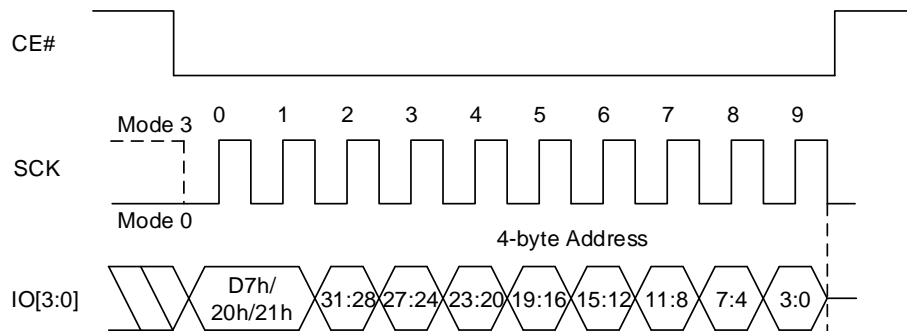 CE#
Mode 3
0 1 2 3 4 5 6 7 8 9
SCK
Mode 0
4-byte Address
IO[3:0]
D7h/
20h/21h
31:28 27:24 23:20 19:16 15:12 11:8 7:4 3:0